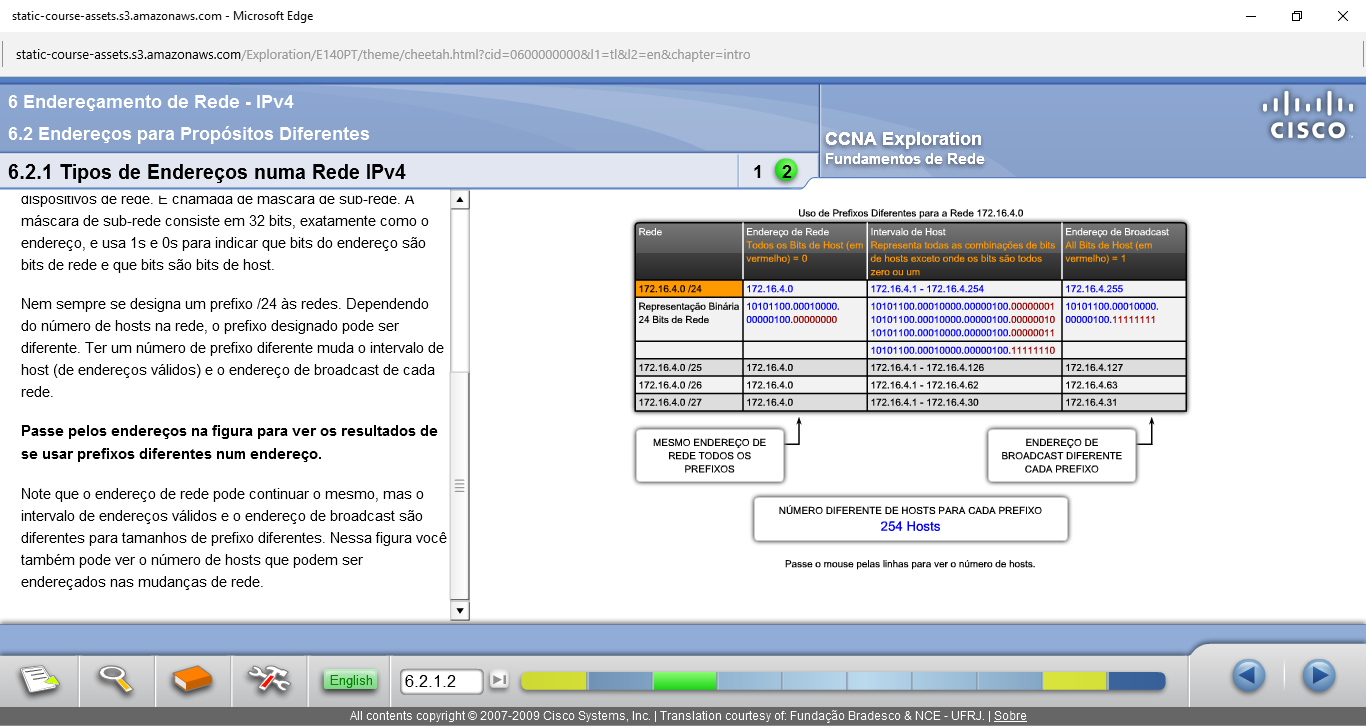 static-course-assets.s3.amazonaws.com - Microsoft Edge
static-course-assets.s3.amazonaws.com/Exploration/E140PT/theme/cheetah.html?cid=0600000000&l1=tl&l2=en&chapter=intro
6 Endereçamento de Rede - IPv4
6.2 Endereços para Propósitos Diferentes
CCNA Exploration
Fundamentos de Rede
CISCO
6.2.1 Tipos de Endereços numa Rede IPv4
1 2
dispositivos de rede. É chamada de máscara de sub-rede. A
máscara de sub-rede consiste em 32 bits, exatamente como o
endereço, e usa 1s e 0s para indicar que bits do endereço são
bits de rede e que bits são bits de host.
Nem sempre se designa um prefixo /24 às redes. Dependendo
do número de hosts na rede, o prefixo designado pode ser
diferente. Ter um número de prefixo diferente muda o intervalo de
host (de endereços válidos) e o endereço de broadcast de cada
rede.
Passe pelos endereços na figura para ver os resultados de
se usar prefixos diferentes num endereço.
Note que o endereço de rede pode continuar o mesmo, mas o
intervalo de endereços válidos e o endereço de broadcast são
diferentes para tamanhos de prefixo diferentes. Nessa figura você
também pode ver o número de hosts que podem ser
endereçados nas mudanças de rede.
Uso de Prefixos Diferentes para a Rede 172.16.4.0
Rede
Endereço de Rede
Todos os Bits de Host (em
vermelho) = 0
Intervalo de Host
Representa todas as combinações de bits
de hosts exceto onde os bits são todos
zero ou um
Endereço de Broadcast
All Bits de Host (em
vermelho) = 1
172.16.4.0 /24 172.16.4.0 172.16.4.1 - 172.16.4.254 172.16.4.255
Representação Binária
24 Bits de Rede
10101100.00010000.
00000100.00000000
10101100.00010000.00000100.00000001
10101100.00010000.00000100.00000010
10101100.00010000.00000100.00000011
10101100.00010000.
00000100.11111111
10101100.00010000.00000100.11111110
172.16.4.0 /25 172.16.4.0 172.16.4.1 - 172.16.4.126 172.16.4.127
172.16.4.0 /26 172.16.4.0 172.16.4.1 - 172.16.4.62 172.16.4.63
172.16.4.0 /27 172.16.4.0 172.16.4.1 - 172.16.4.30 172.16.4.31
MESMO ENDEREÇO DE
REDE TODOS OS
PREFIXOS
ENDEREÇO DE
BROADCAST DIFERENTE
CADA PREFIXO
NÚMERO DIFERENTE DE HOSTS PARA CADA PREFIXO
254 Hosts
Passe o mouse pelas linhas para ver o número de hosts.
English
6.2.1.2
All contents copyright © 2007-2009 Cisco Systems, Inc. | Translation courtesy of: Fundação Bradesco & NCE - UFRJ. | Sobre